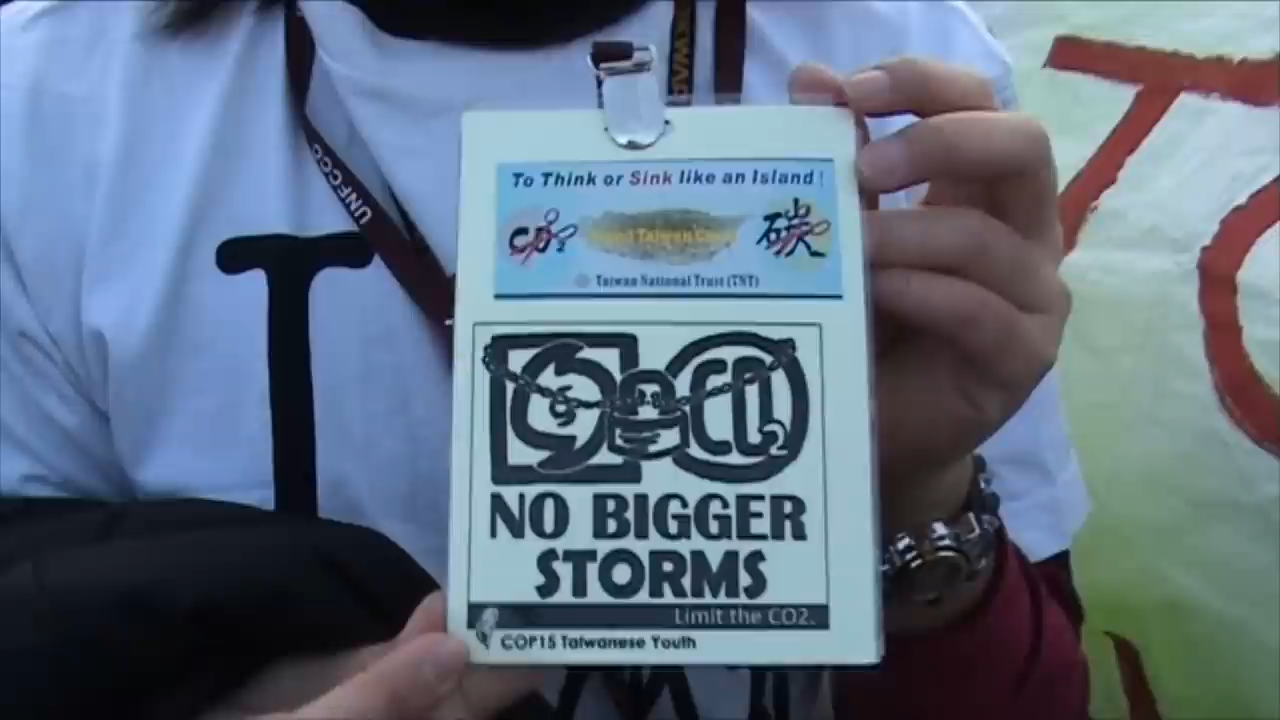 UNFCCC
To Think or Sink like an Island!
CO2
碳
Taiwan National Trust (TNT)
CO2
NO BIGGER
STORMS
Limit the CO2.
COP15 Taiwanese Youth
T
TO